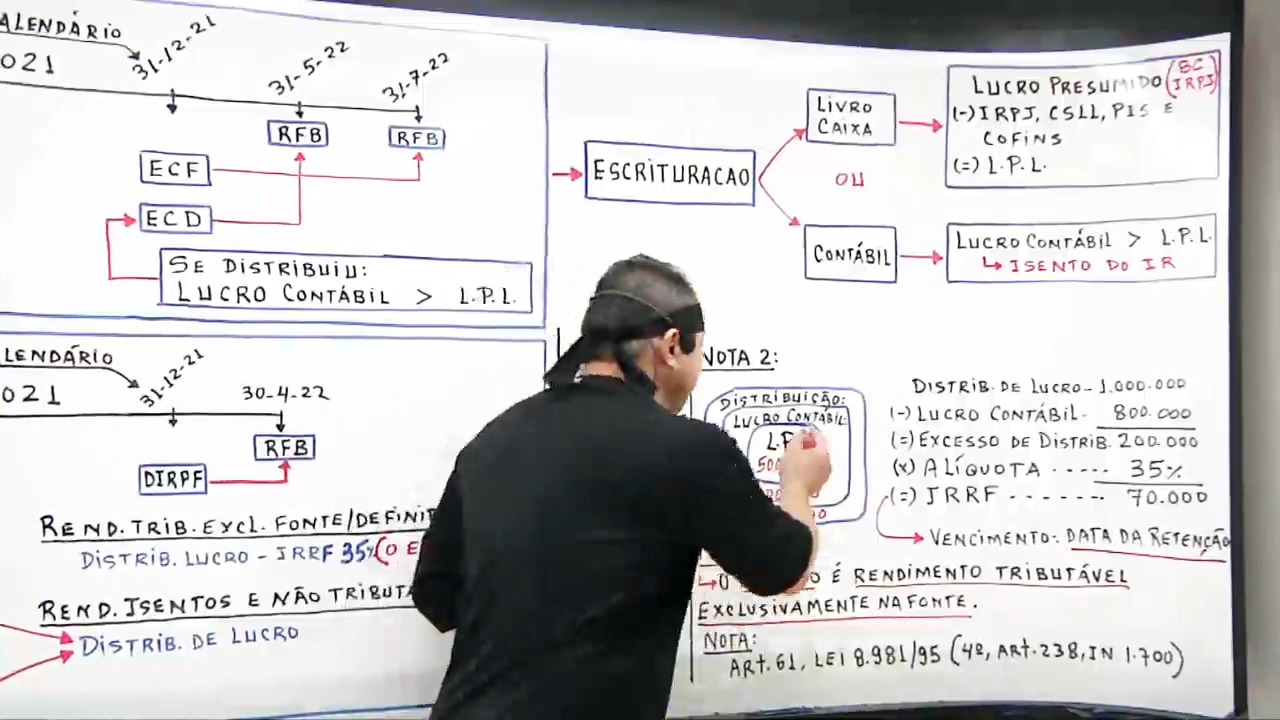 ALENDÁRIO
021
31-12-21
31-5-22
31-7-22
RFB
RFB
ECF
ECD
SE DISTRIBUIU:
LUCRO CONTÁBIL > L.P.L.
ESCRITURACAO
LIVRO
CAIXA
OU
CONTÁBIL
LUCRO PRESUMIDO (BC
IRPJ)
(-) IRPJ, CSLL, PIS E
COFINS
(=) L.P.L.
LUCRO CONTÁBIL > L.P.L.
ISENTO DO IR
LENDÁRIO
021
31-12-21
30-4-22
RFB
DIRPF
REND. TRIB. EXCL. FONTE/DEFINIT
DISTRIB. LUCRO - IRRF 35% (O E
REND. ISENTOS E NÃO TRIBUTA
DISTRIB. DE LUCRO
NOTA 2:
DISTRIBUIÇÃO:
LUCRO CONTÁBIL:
L.P
500
DISTRIB. DE LUCRO - 1.000.000
(-) LUCRO CONTÁBIL - 800.000
(=) EXCESSO DE DISTRIB. 200.000
(x) ALÍQUOTA ----- 35%
(=) IRRF ------- 70.000
VENCIMENTO: DATA DA RETENÇÃO
O É RENDIMENTO TRIBUTÁVEL
EXCLUSIVAMENTE NA FONTE.
NOTA:
ART. 61, LEI 8.981/95 (4º, ART. 238, IN 1.700)